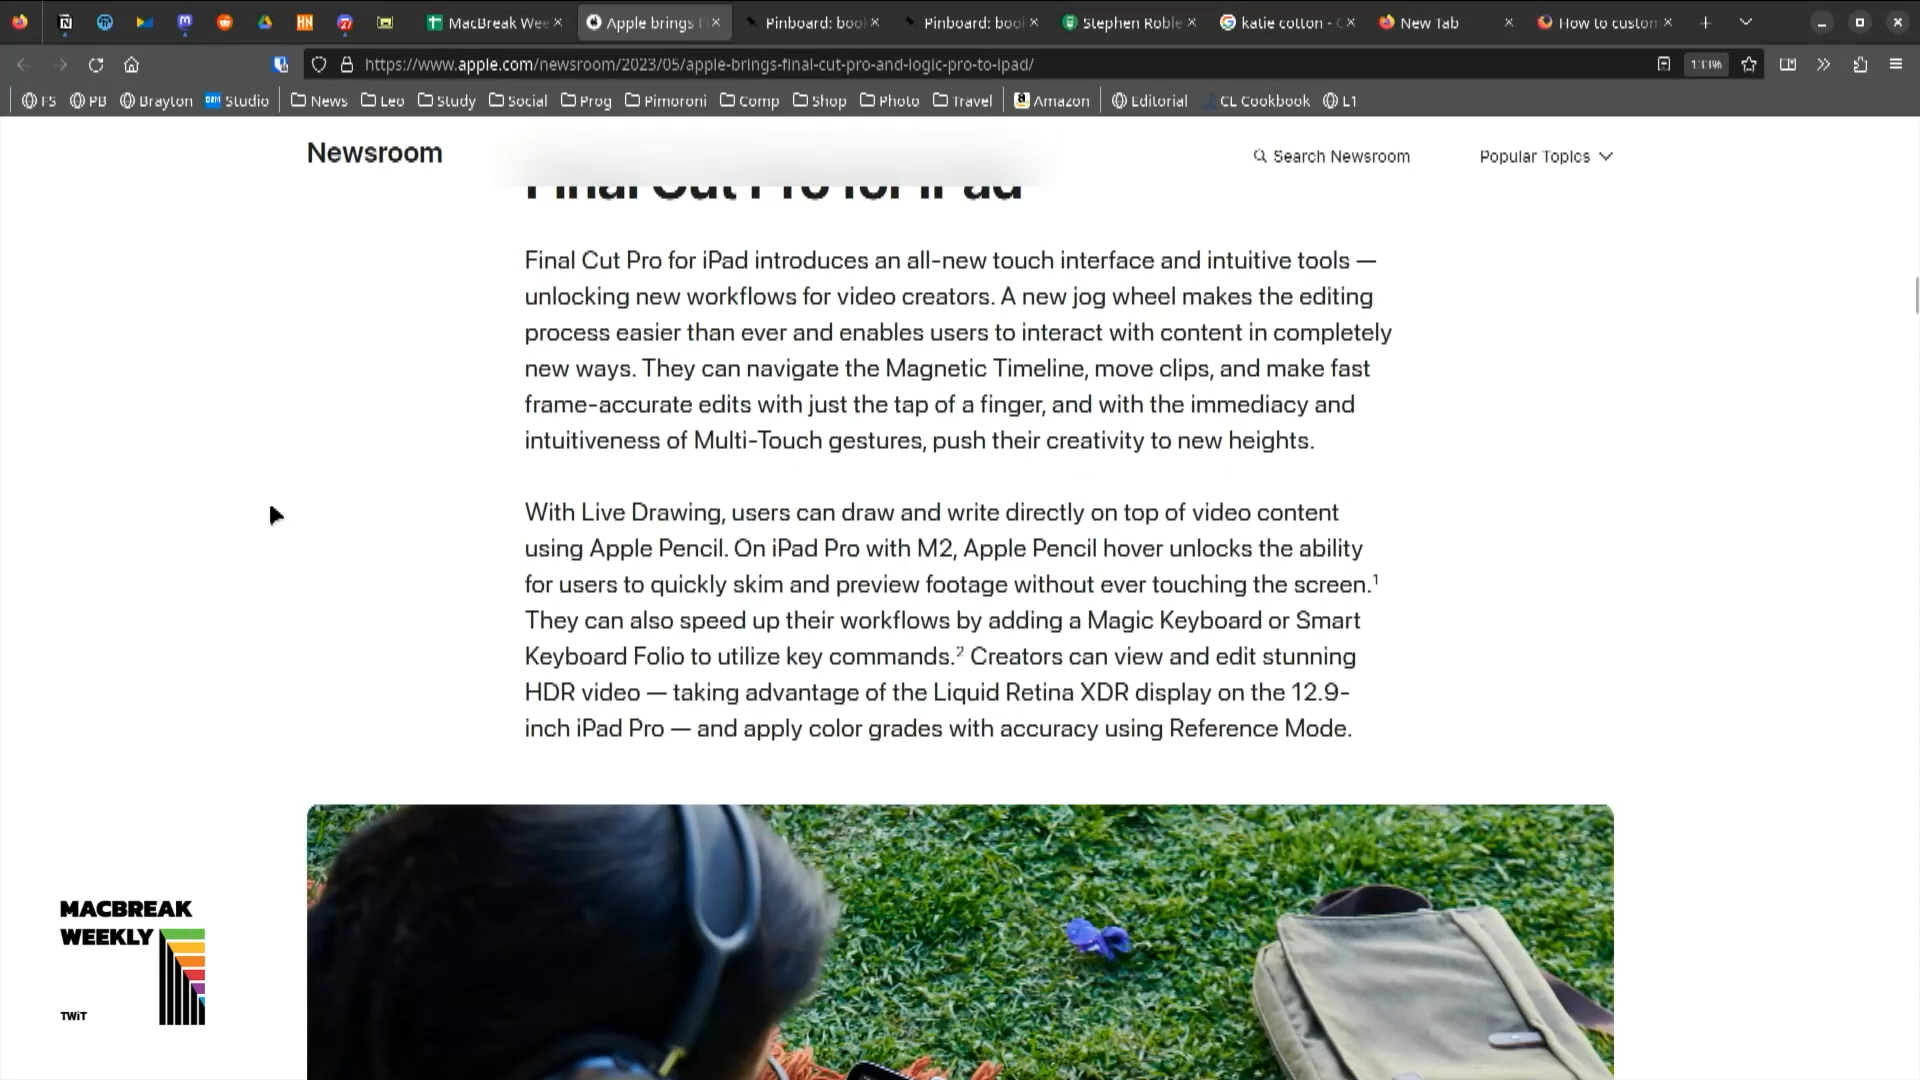 MacBreak Wee
Apple brings
Pinboard: boo
Pinboard: boo
Stephen Roble
katie cotton - G
New Tab
How to custom
https://www.apple.com/newsroom/2023/05/apple-brings-final-cut-pro-and-logic-pro-to-ipad/
133%
FS
PB
Brayton
Studio
News
Leo
Study
Social
Prog
Pimoroni
Comp
Shop
Photo
Travel
Amazon
Editorial
CL Cookbook
L1
Newsroom
Search Newsroom
Popular Topics
Final Cut Pro for iPad
Final Cut Pro for iPad introduces an all-new touch interface and intuitive tools —
unlocking new workflows for video creators. A new jog wheel makes the editing
process easier than ever and enables users to interact with content in completely
new ways. They can navigate the Magnetic Timeline, move clips, and make fast
frame-accurate edits with just the tap of a finger, and with the immediacy and
intuitiveness of Multi-Touch gestures, push their creativity to new heights.
With Live Drawing, users can draw and write directly on top of video content
using Apple Pencil. On iPad Pro with M2, Apple Pencil hover unlocks the ability
for users to quickly skim and preview footage without ever touching the screen.¹
They can also speed up their workflows by adding a Magic Keyboard or Smart
Keyboard Folio to utilize key commands.² Creators can view and edit stunning
HDR video — taking advantage of the Liquid Retina XDR display on the 12.9-
inch iPad Pro — and apply color grades with accuracy using Reference Mode.
MACBREAK
WEEKLY
TWiT